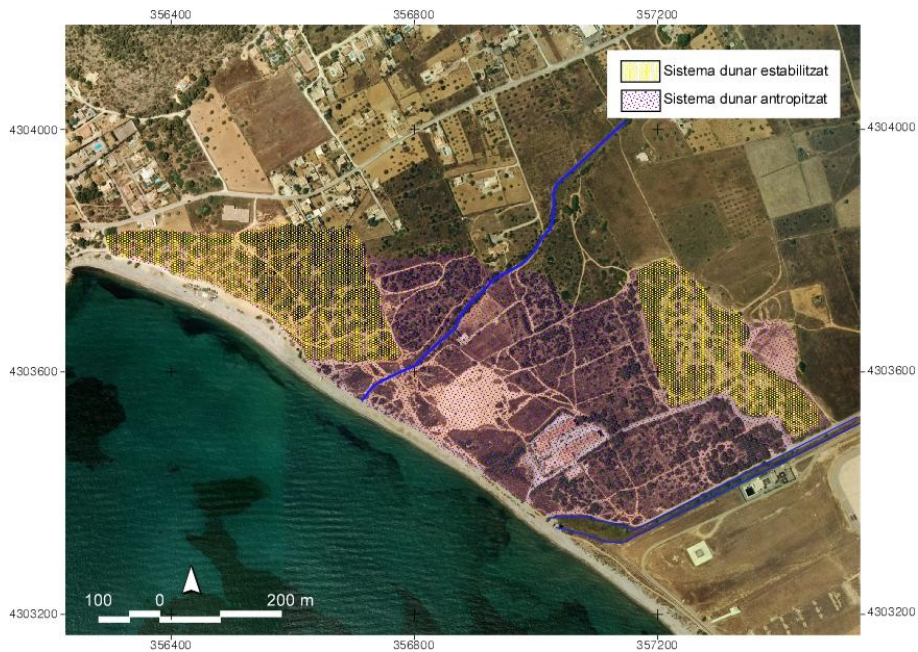 356400 356800 357200
Sistema dunar estabilitzat
Sistema dunar antropitzat
4304000 4304000
4303600 4303600
100 0 200 m
4303200 4303200
356400 356800 357200